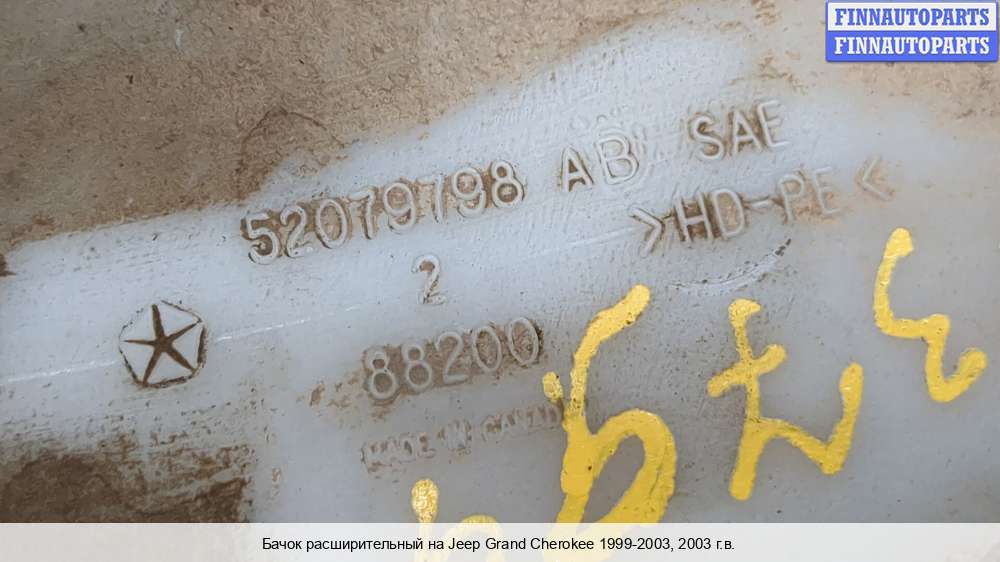 FINNAUTOPARTS
FINNAUTOPARTS
52079798 AB SAE
>HD-PE<
2
88200
MADE IN
Бачок расширительный на Jeep Grand Cherokee 1999-2003, 2003 г.в.